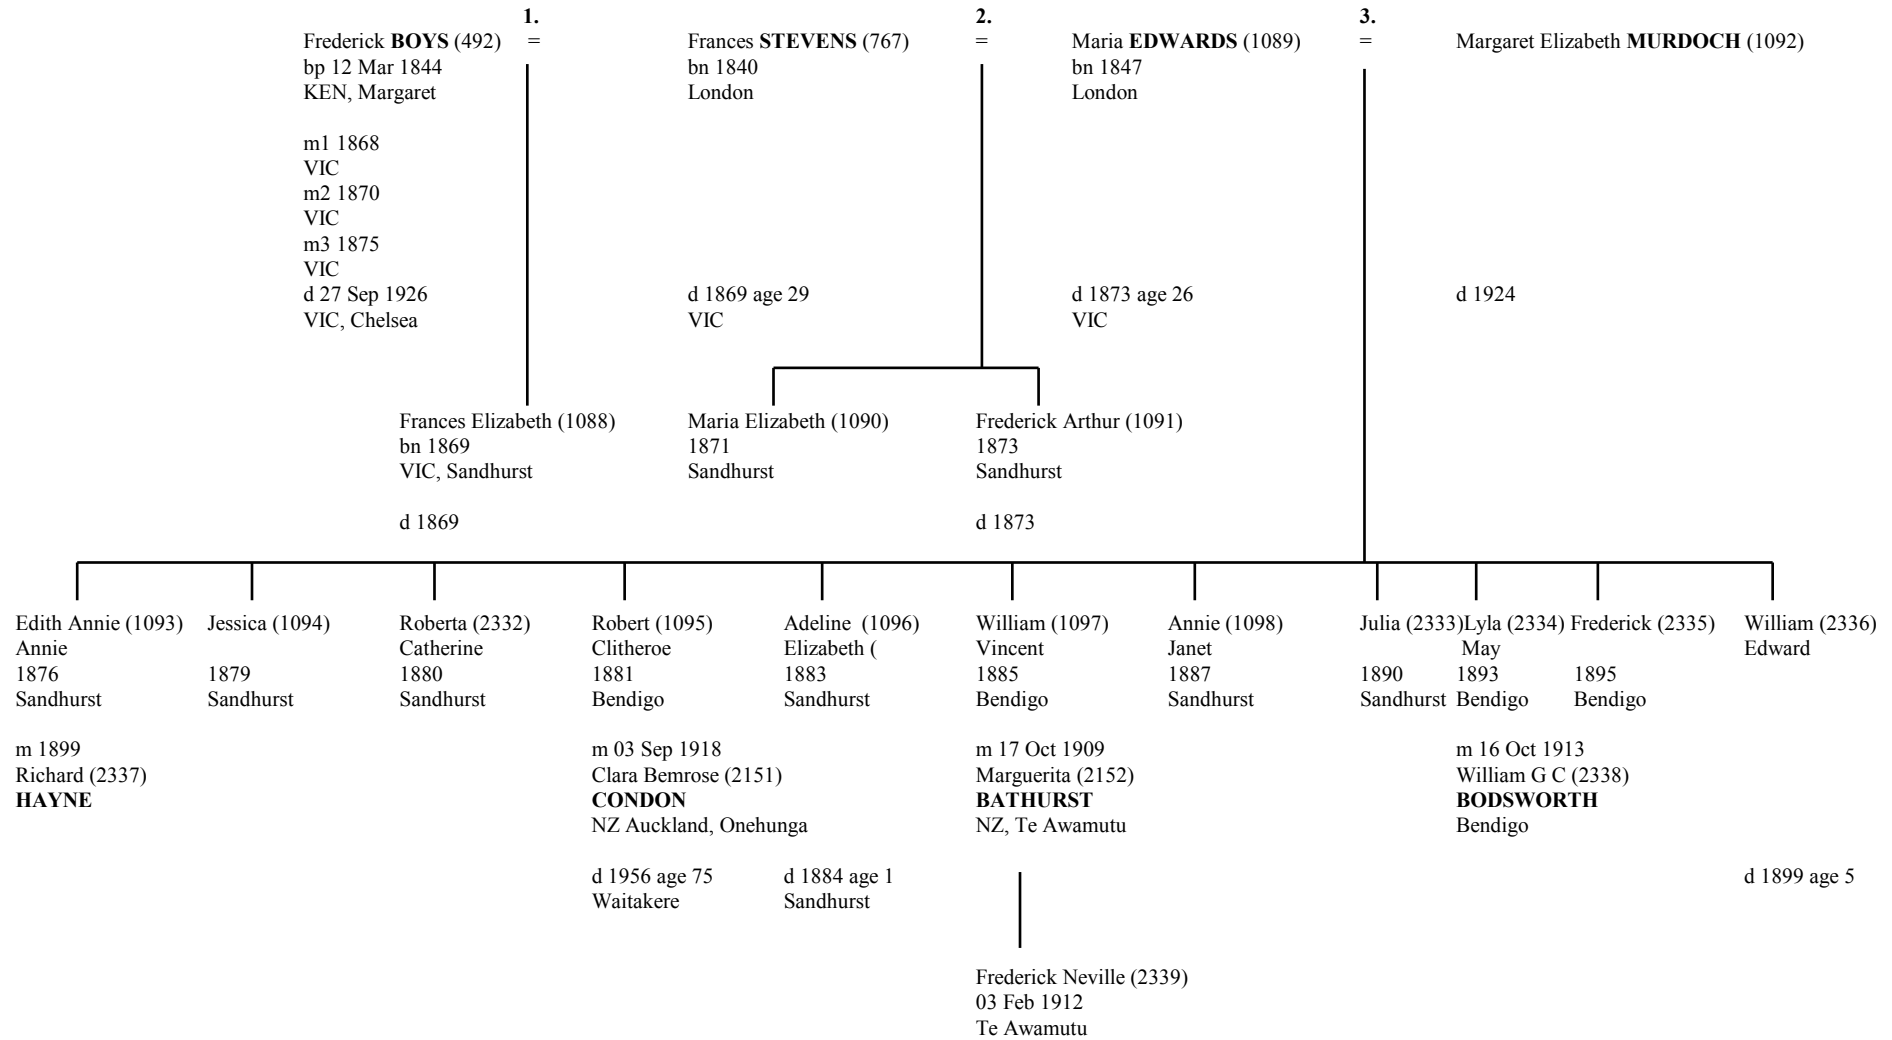 1. 2. 3.
Frederick BOYS (492) = Frances STEVENS (767) = Maria EDWARDS (1089) = Margaret Elizabeth MURDOCH (1092)
bp 12 Mar 1844 bn 1840 bn 1847
KEN, Margaret London London
m1 1868
VIC
m2 1870
VIC
m3 1875
VIC
d 27 Sep 1926 d 1869 age 29 d 1873 age 26 d 1924
VIC, Chelsea VIC VIC
Frances Elizabeth (1088) Maria Elizabeth (1090) Frederick Arthur (1091)
bn 1869 1871 1873
VIC, Sandhurst Sandhurst Sandhurst
d 1869 d 1873
Edith Annie (1093) Jessica (1094) Roberta (2332) Robert (1095) Adeline (1096) William (1097) Annie (1098) Julia (2333) Lyla (2334) Frederick (2335) William (2336)
Annie Catherine Clitheroe Elizabeth ( Vincent Janet May Edward
1876 1879 1880 1881 1883 1885 1887 1890 1893 1895
Sandhurst Sandhurst Sandhurst Bendigo Sandhurst Bendigo Sandhurst Sandhurst Bendigo Bendigo
m 1899 m 03 Sep 1918 m 17 Oct 1909 m 16 Oct 1913
Richard (2337) Clara Bemrose (2151) Marguerita (2152) William G C (2338)
HAYNE CONDON BATHURST BODSWORTH
NZ Auckland, Onehunga NZ, Te Awamutu Bendigo
d 1956 age 75 d 1884 age 1 d 1899 age 5
Waitakere Sandhurst
Frederick Neville (2339)
03 Feb 1912
Te Awamutu